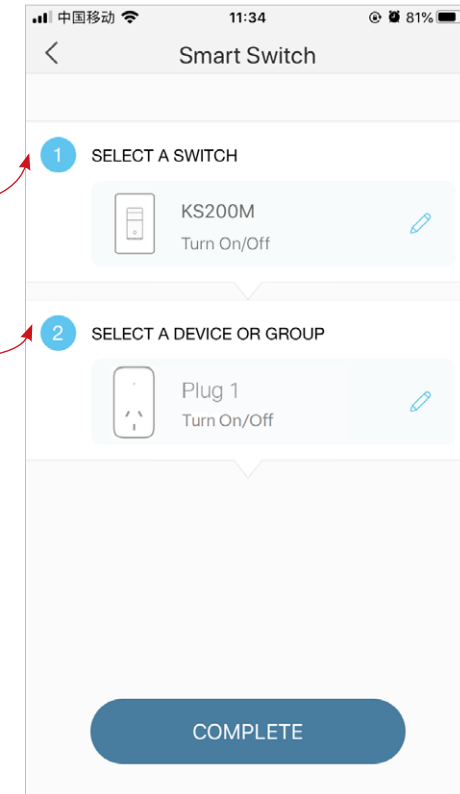 中国移动 11:34 81%
Smart Switch
1 SELECT A SWITCH
KS200M
Turn On/Off
2 SELECT A DEVICE OR GROUP
Plug 1
Turn On/Off
COMPLETE